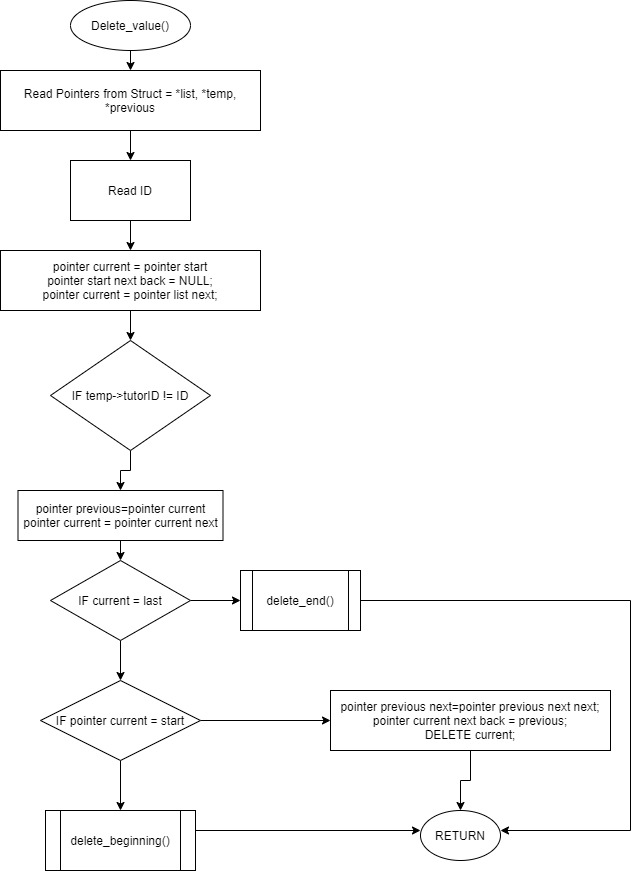 Delete_value()
Read Pointers from Struct = *list, *temp,
*previous
Read ID
pointer current = pointer start
pointer start next back = NULL;
pointer current = pointer list next;
IF temp->tutorID != ID
pointer previous=pointer current
pointer current = pointer current next
IF current = last
delete_end()
IF pointer current = start
pointer previous next=pointer previous next next;
pointer current next back = previous;
DELETE current;
delete_beginning()
RETURN